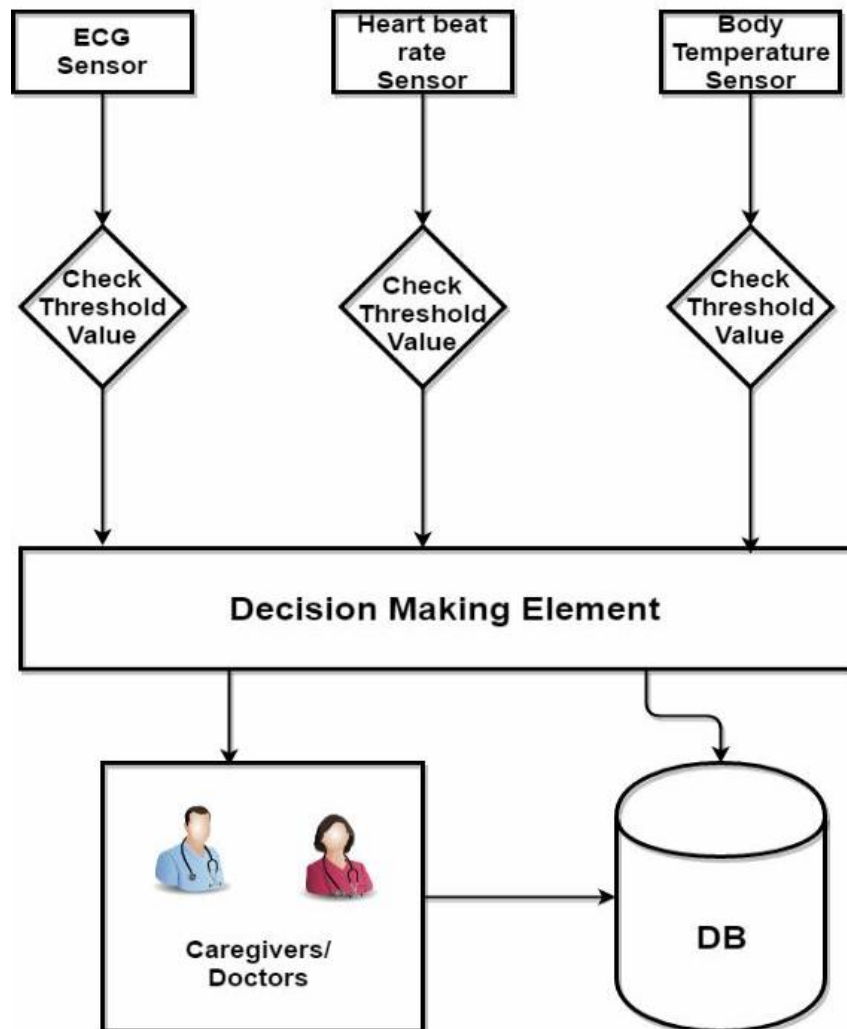 ECG
Sensor
Heart beat
rate
Sensor
Body
Temperature
Sensor
Check
Threshold
Value
Check
Threshold
Value
Check
Threshold
Value
Decision Making Element
Caregivers/
Doctors
DB